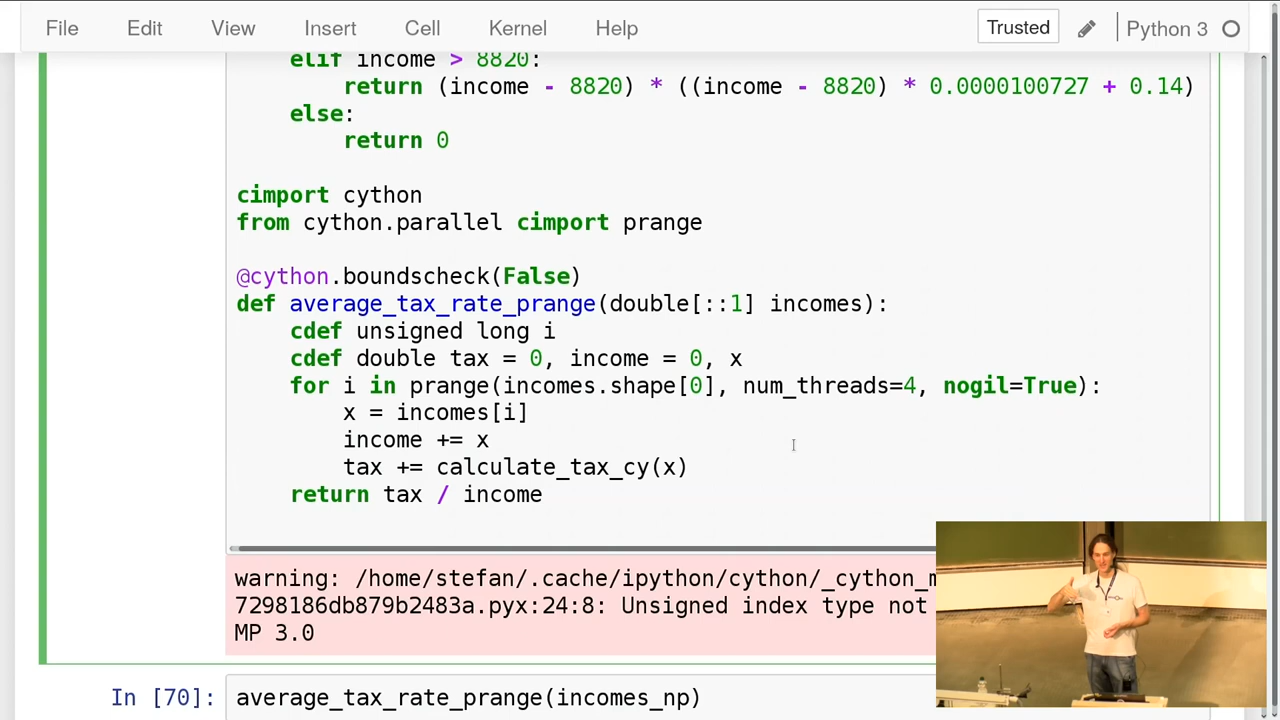 File Edit View Insert Cell Kernel Help Trusted Python 3
elif income > 8820:
return (income - 8820) * ((income - 8820) * 0.0000100727 + 0.14)
else:
return 0
cimport cython
from cython.parallel cimport prange
@cython.boundscheck(False)
def average_tax_rate_prange(double[::1] incomes):
cdef unsigned long i
cdef double tax = 0, income = 0, x
for i in prange(incomes.shape[0], num_threads=4, nogil=True):
x = incomes[i]
income += x
tax += calculate_tax_cy(x)
return tax / income
warning: /home/stefan/.cache/ipython/cython/_cython_m
7298186db879b2483a.pyx:24:8: Unsigned index type not
MP 3.0
In [70]: average_tax_rate_prange(incomes_np)